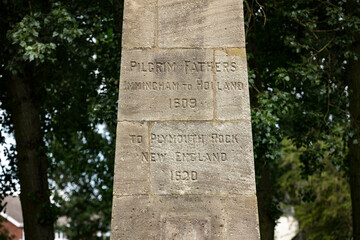 PILGRIM FATHERS
IMMINGHAM TO HOLLAND
1609
TO PLYMOUTH ROCK
NEW ENGLAND
1620